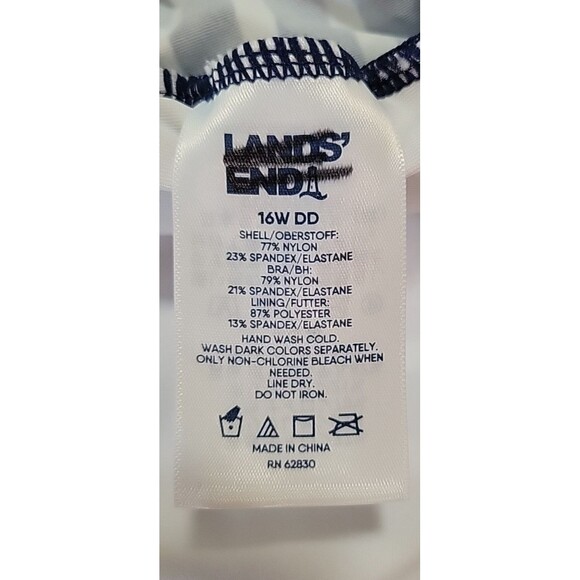 LANDS'
END
16W DD
SHELL/OBERSTOFF:
77% NYLON
23% SPANDEX/ELASTANE
BRA/BH:
79% NYLON
21% SPANDEX/ELASTANE
LINING/FUTTER:
87% POLYESTER
13% SPANDEX/ELASTANE
HAND WASH COLD.
WASH DARK COLORS SEPARATELY.
ONLY NON-CHLORINE BLEACH WHEN
NEEDED.
LINE DRY.
DO NOT IRON.
MADE IN CHINA
RN 62830